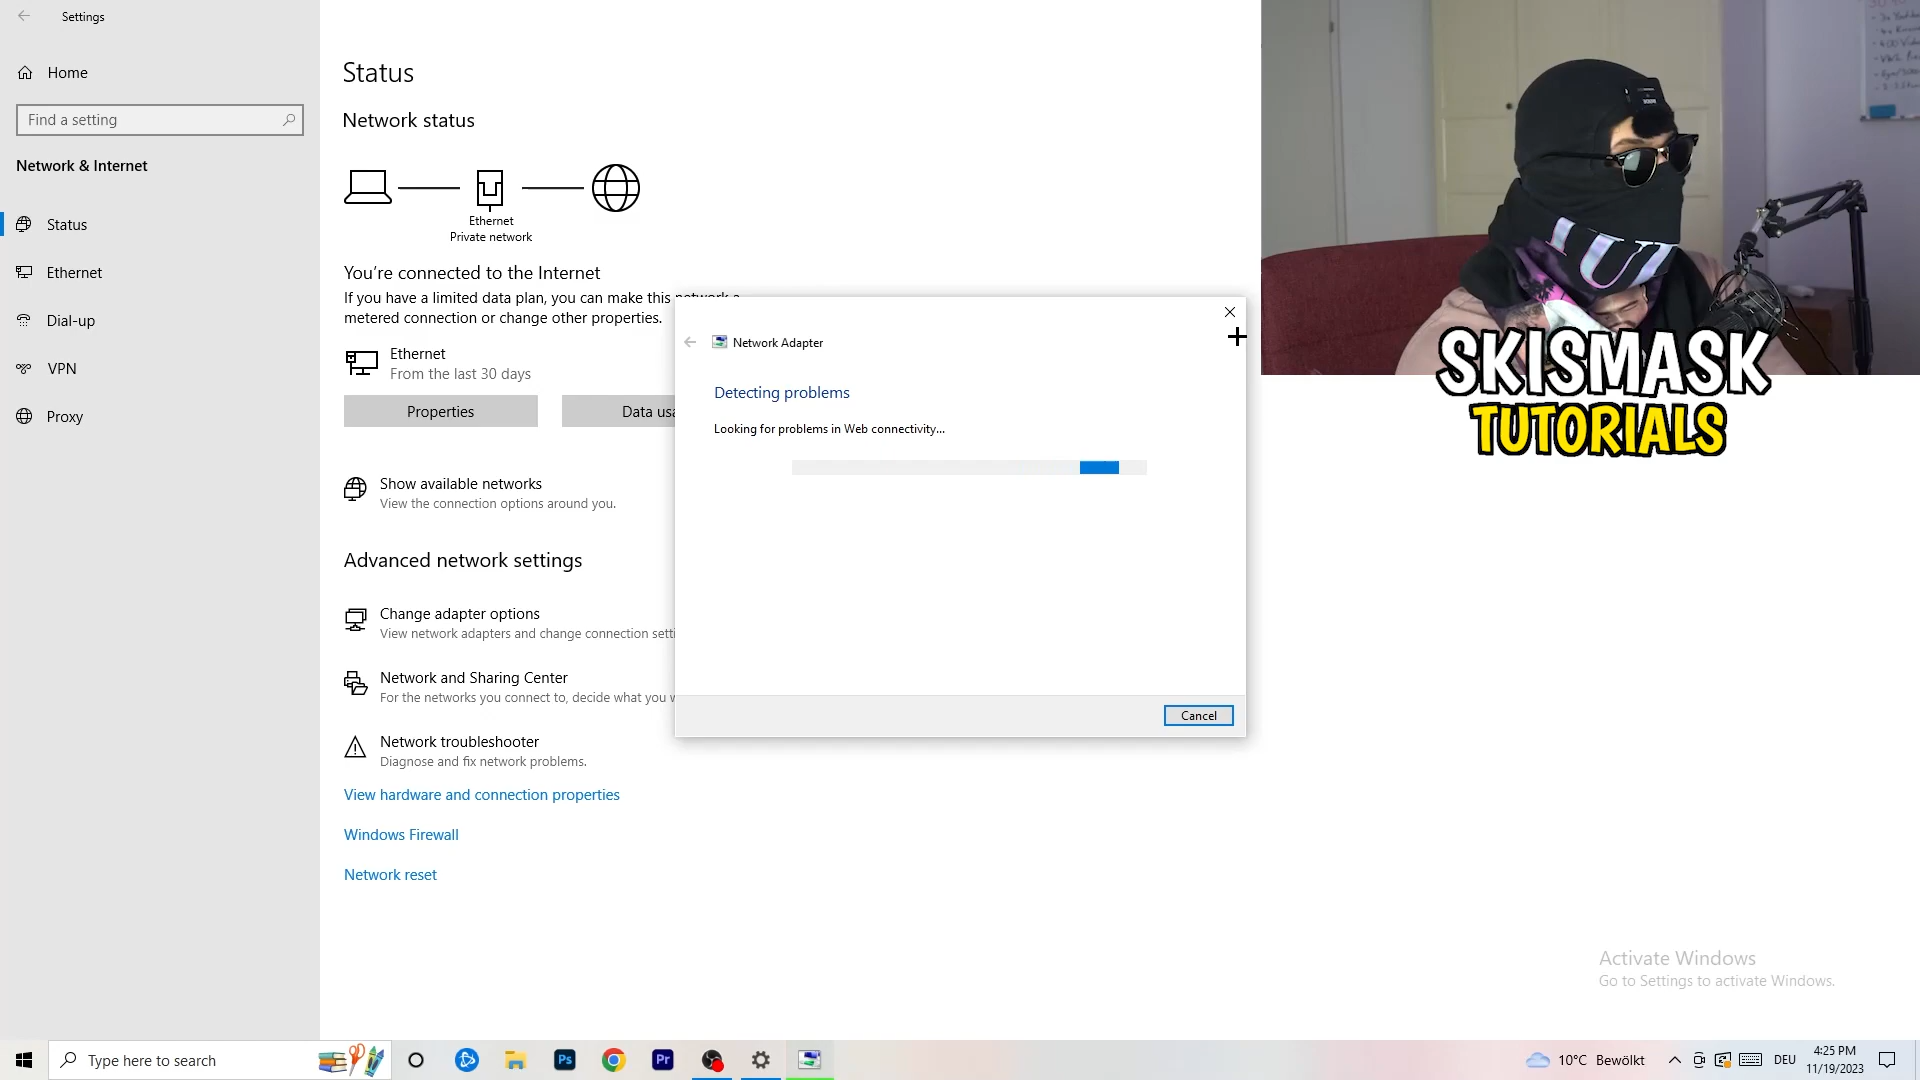 Settings
Home
Find a setting
Network & Internet
Status
Ethernet
Dial-up
VPN
Proxy
Status
Network status
Ethernet
Private network
You're connected to the Internet
If you have a limited data plan, you can make this network a
metered connection or change other properties.
Ethernet
From the last 30 days
Properties
Data usa
Show available networks
View the connection options around you.
Advanced network settings
Change adapter options
View network adapters and change connection setti
Network and Sharing Center
For the networks you connect to, decide what you w
Network troubleshooter
Diagnose and fix network problems.
View hardware and connection properties
Windows Firewall
Network reset
Network Adapter
Detecting problems
Looking for problems in Web connectivity...
Cancel
SKISMASK
TUTORIALS
Activate Windows
Go to Settings to activate Windows.
Type here to search
Ps
Pr
10°C Bewölkt
DEU
4:25 PM
11/19/2023